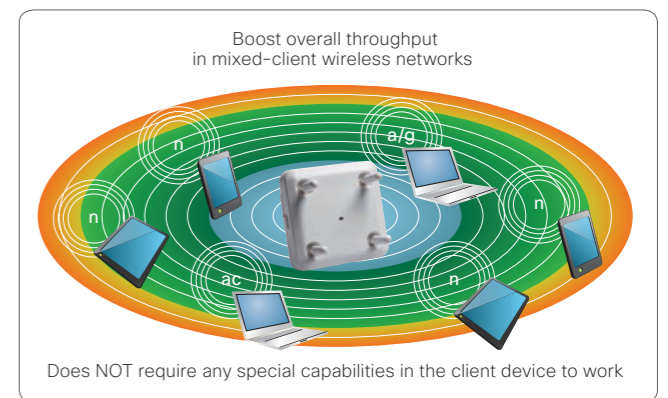 Boost overall throughput
in mixed-client wireless networks
n
a/g
n
n
ac
n
Does NOT require any special capabilities in the client device to work